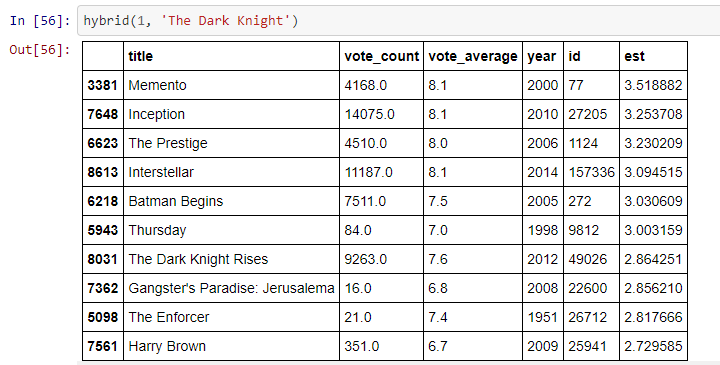 In [56]: hybrid(1, 'The Dark Knight')
Out[56]:
title vote_count vote_average year id est
3381 Memento 4168.0 8.1 2000 77 3.518882
7648 Inception 14075.0 8.1 2010 27205 3.253708
6623 The Prestige 4510.0 8.0 2006 1124 3.230209
8613 Interstellar 11187.0 8.1 2014 157336 3.094515
6218 Batman Begins 7511.0 7.5 2005 272 3.030609
5943 Thursday 84.0 7.0 1998 9812 3.003159
8031 The Dark Knight Rises 9263.0 7.6 2012 49026 2.864251
7362 Gangster's Paradise: Jerusalema 16.0 6.8 2008 22600 2.856210
5098 The Enforcer 21.0 7.4 1951 26712 2.817666
7561 Harry Brown 351.0 6.7 2009 25941 2.729585